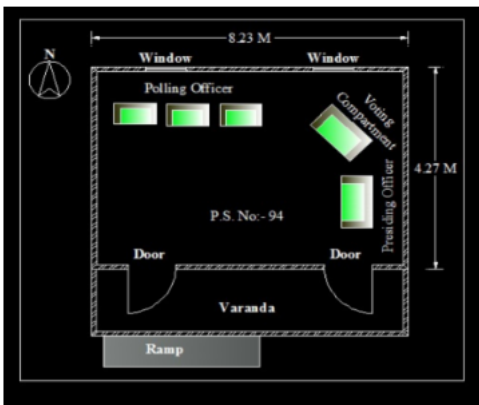 8.23 M
N
Window
Window
Polling Officer
Voting
Compartment
4.27 M
Presiding Officer
P.S. No:- 94
Door
Door
Varanda
Ramp